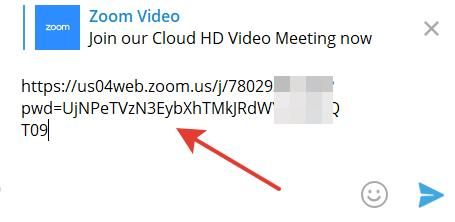 zoom
Zoom Video
Join our Cloud HD Video Meeting now
https://us04web.zoom.us/j/78029
pwd=UjNPeTVzN3EybXhTMkJRdW
T09